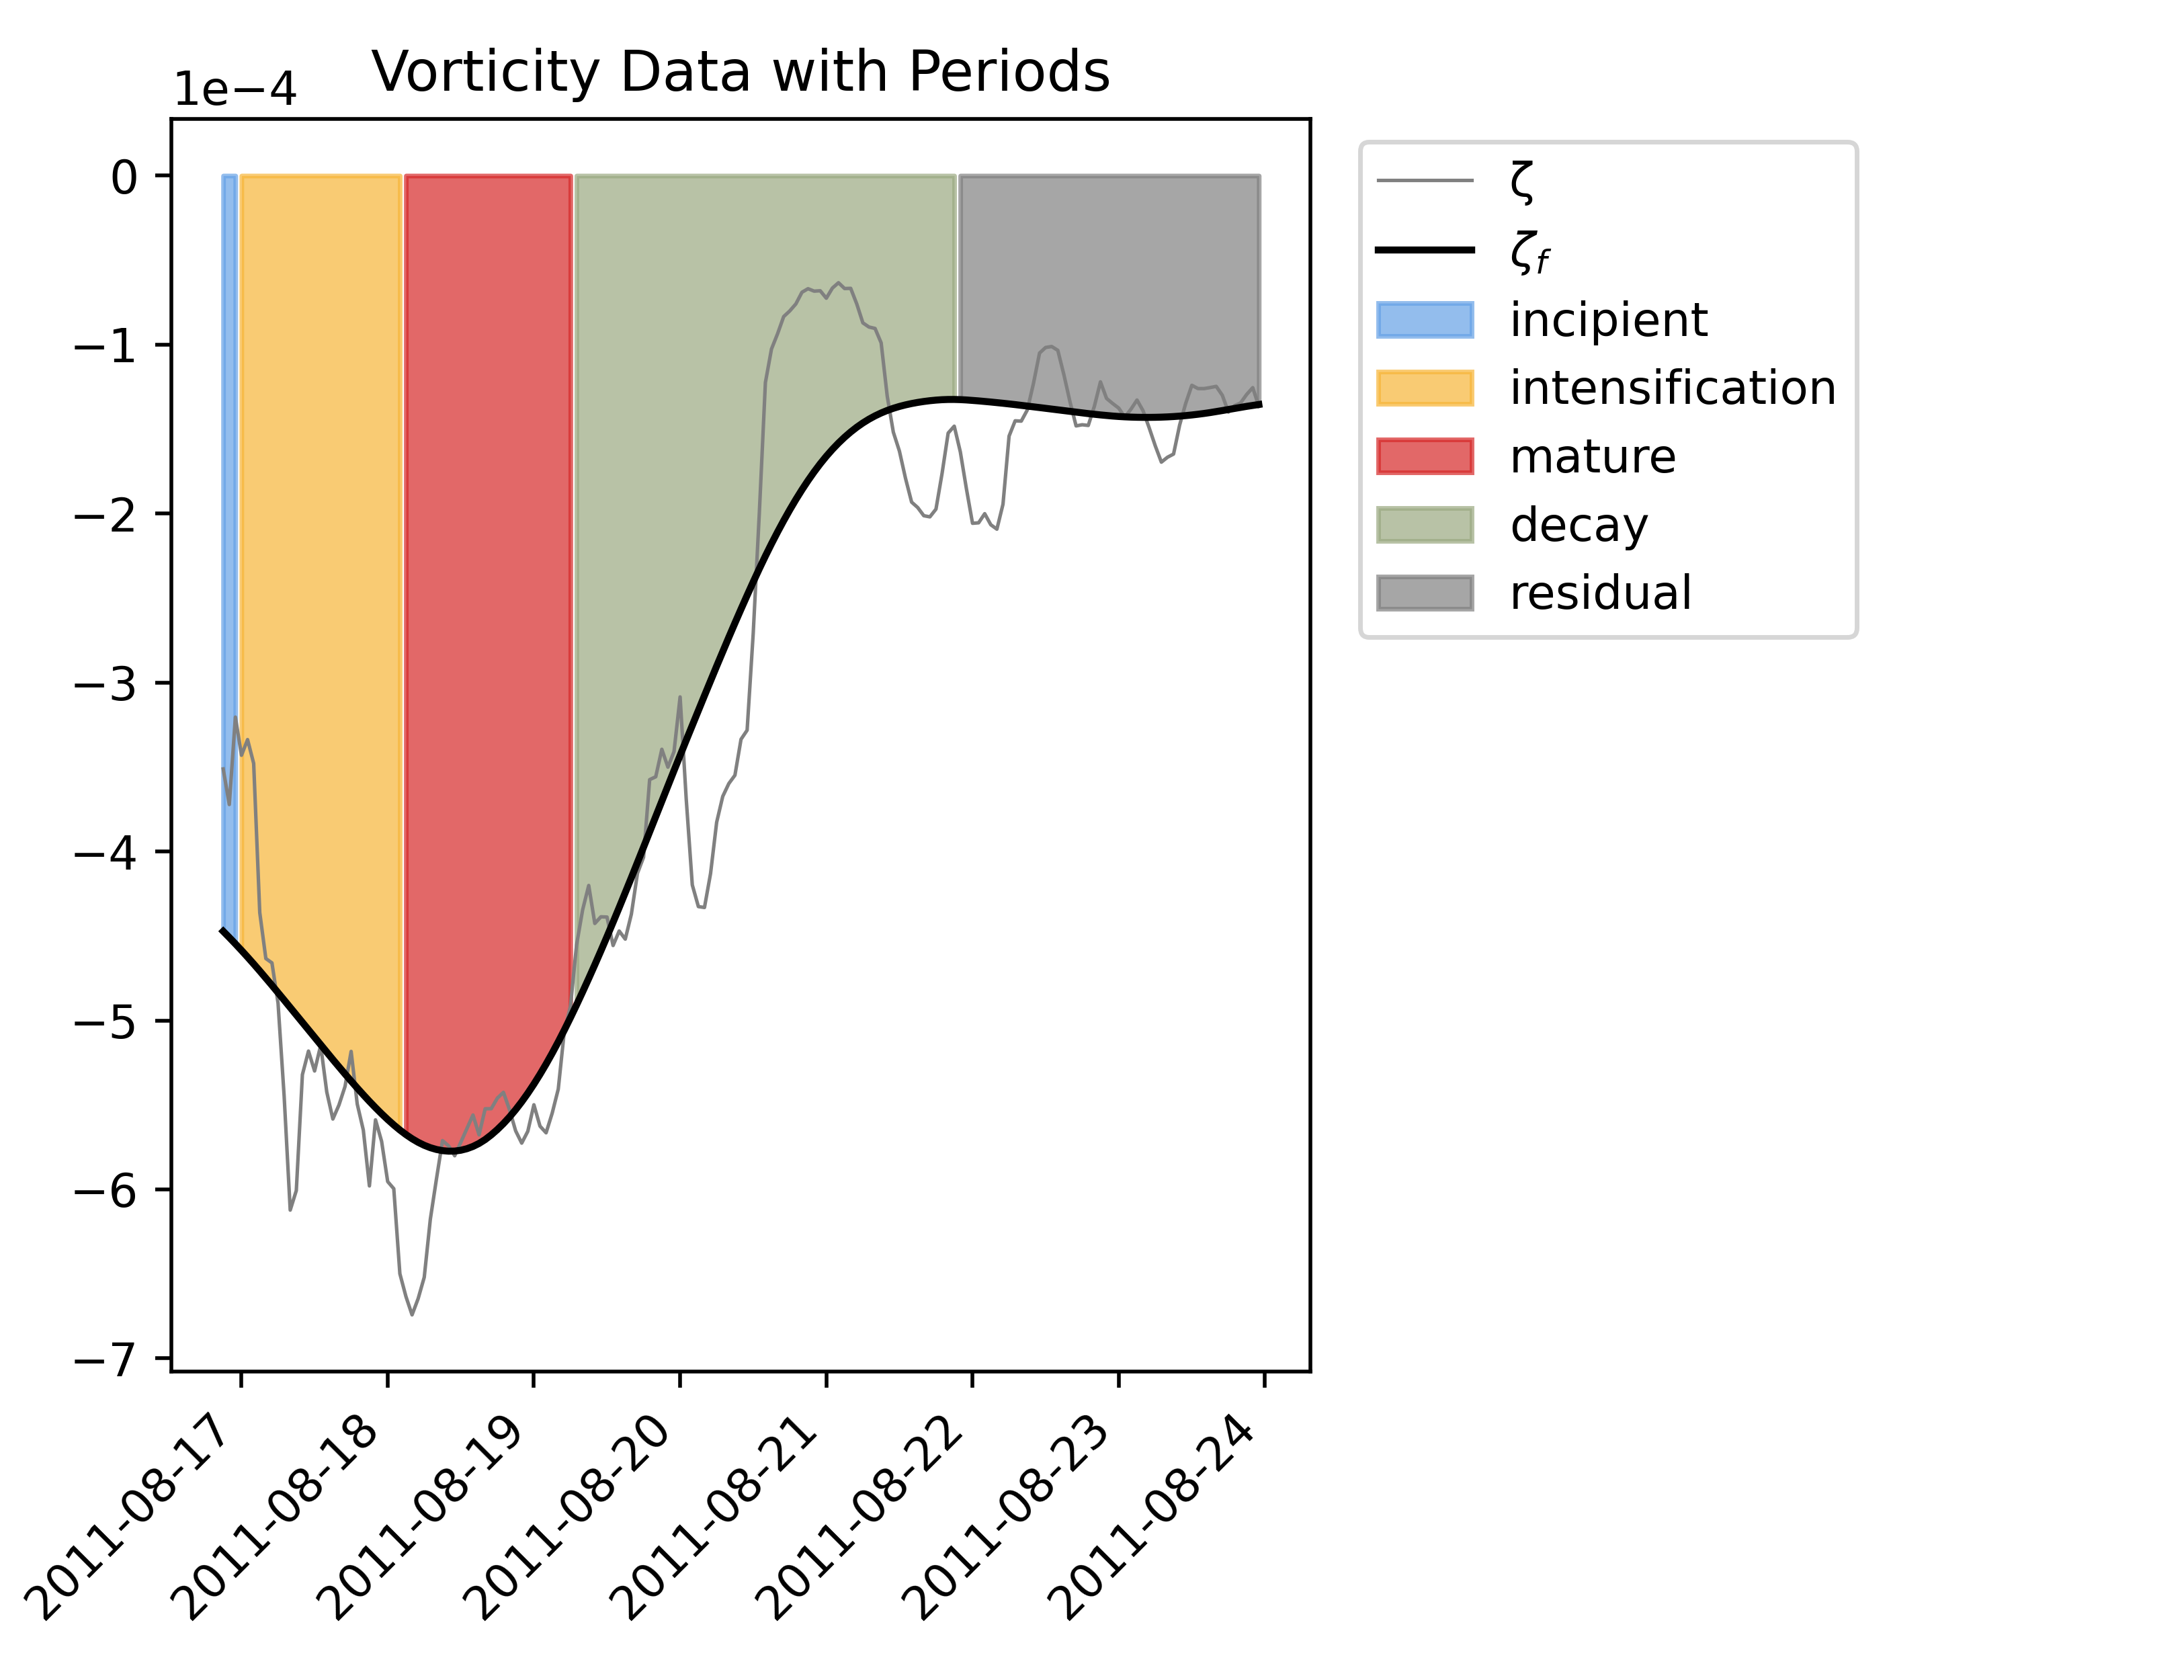 Vorticity Data with Periods
1e−4
0
−1
−2
−3
−4
−5
−6
−7
2011-08-17
2011-08-18
2011-08-19
2011-08-20
2011-08-21
2011-08-22
2011-08-23
2011-08-24
ζ
ζf
incipient
intensification
mature
decay
residual